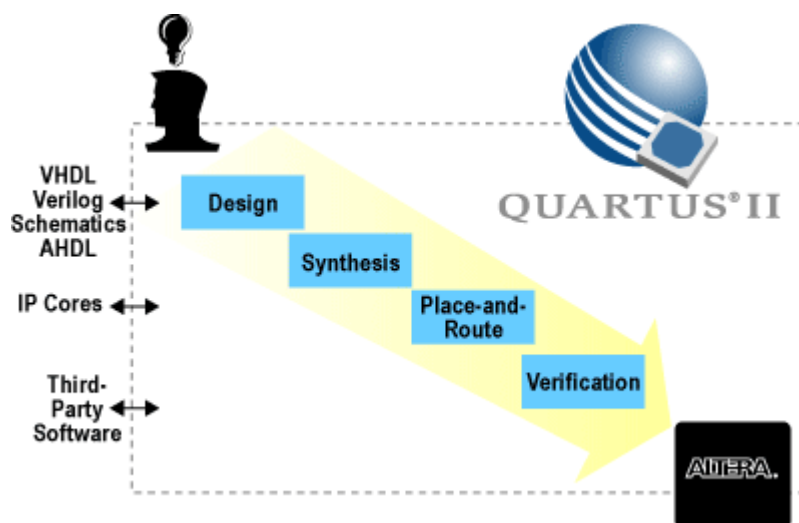 VHDL
Verilog
Schematics
AHDL
IP Cores
Third-
Party
Software
Design
Synthesis
Place-and-
Route
Verification
QUARTUS® II
ALTERA.